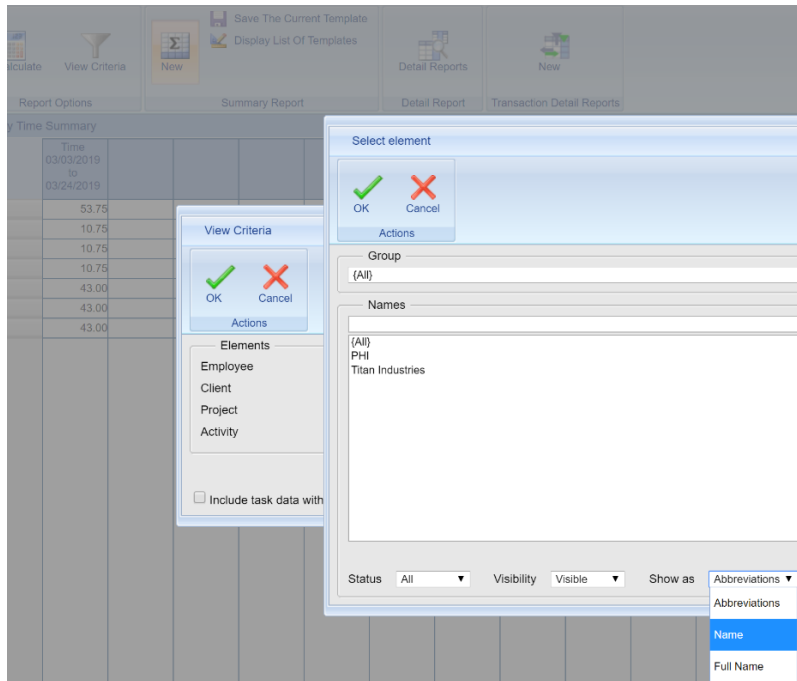 Save The Current Template
Display List Of Templates
alculate
View Criteria
New
Detail Reports
New
Report Options
Summary Report
Detail Report
Transaction Detail Reports
y Time Summary
Time
03/03/2019
to
03/24/2019
53.75
10.75
10.75
10.75
43.00
43.00
43.00
View Criteria
OK
Cancel
Actions
Elements
Employee
Client
Project
Activity
Include task data with
Select element
OK
Cancel
Actions
Group
{All}
Names
{All}
PHI
Titan Industries
Status All
Visibility Visible
Show as Abbreviations
Abbreviations
Name
Full Name